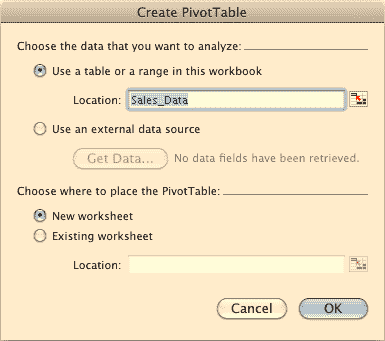 Create PivotTable
Choose the data that you want to analyze:
Use a table or a range in this workbook
Location: Sales_Data
Use an external data source
Get Data... No data fields have been retrieved.
Choose where to place the PivotTable:
New worksheet
Existing worksheet
Location:
Cancel OK